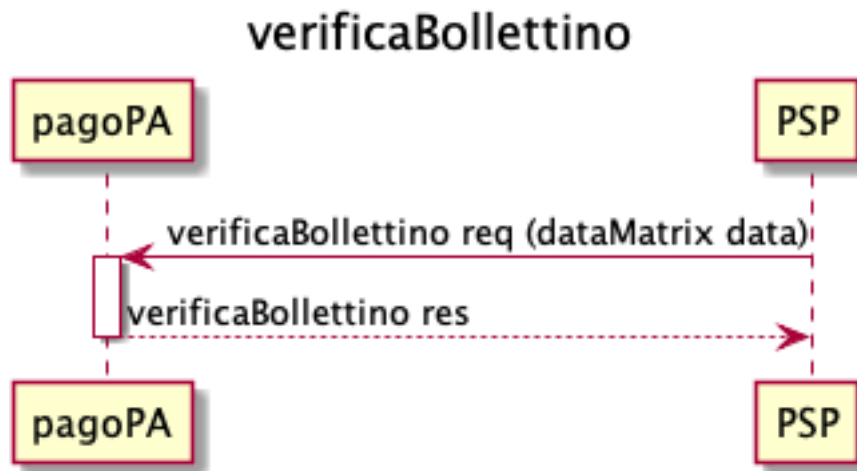 verificaBollettino
pagoPA PSP
verificaBollettino req (dataMatrix data)
verificaBollettino res
pagoPA PSP